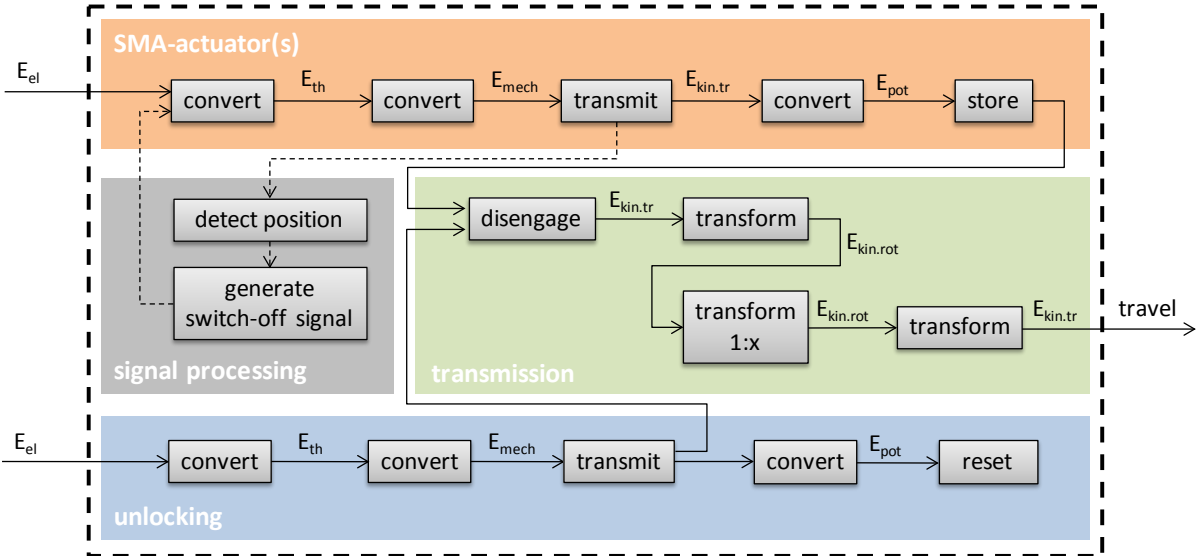 SMA-actuator(s)
E_el
convert
E_th
convert
E_mech
transmit
E_kin.tr
convert
E_pot
store
detect position
generate
switch-off signal
signal processing
disengage
E_kin.tr
transform
E_kin.rot
transform
1:x
E_kin.rot
transform
E_kin.tr
travel
transmission
E_el
convert
E_th
convert
E_mech
transmit
convert
E_pot
reset
unlocking